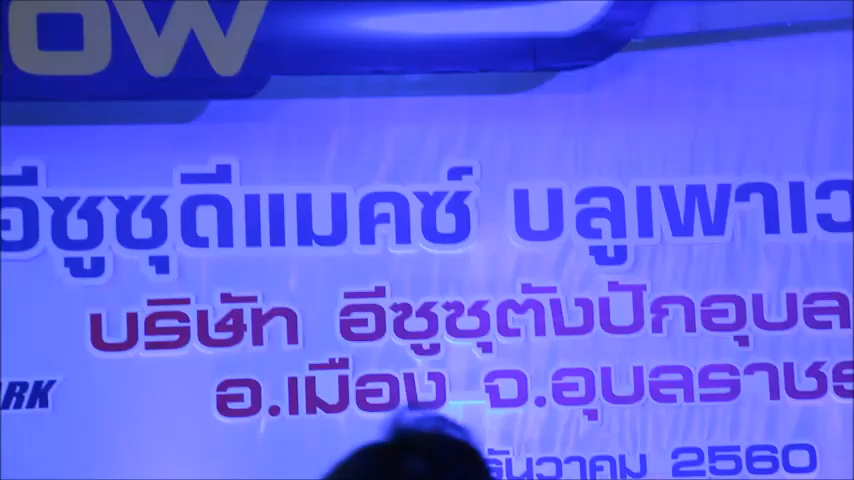 ow
อีซูซุดีแมคซ์ บลูเพาเว
บริษัท อีซูซุตังปักอุบล
ARK
อ.เมือง จ.อุบลราชธ
ธันวาคม 2560